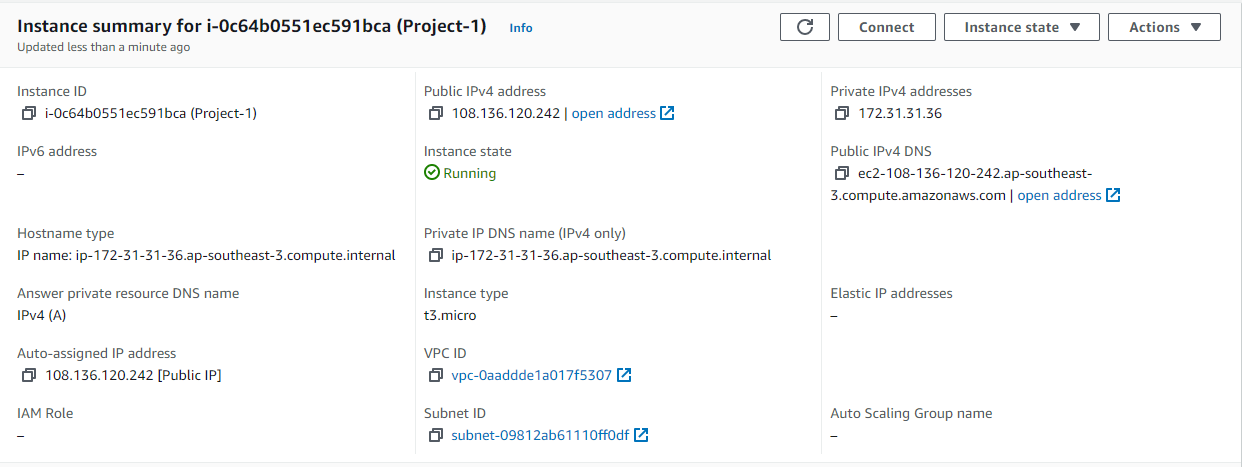 Instance summary for i-0c64b0551ec591bca (Project-1) Info
Updated less than a minute ago
Connect
Instance state
Actions
Instance ID
i-0c64b0551ec591bca (Project-1)
Public IPv4 address
108.136.120.242 | open address
Private IPv4 addresses
172.31.31.36
IPv6 address
–
Instance state
Running
Public IPv4 DNS
ec2-108-136-120-242.ap-southeast-
3.compute.amazonaws.com | open address
Hostname type
IP name: ip-172-31-31-36.ap-southeast-3.compute.internal
Private IP DNS name (IPv4 only)
ip-172-31-31-36.ap-southeast-3.compute.internal
Answer private resource DNS name
IPv4 (A)
Instance type
t3.micro
Elastic IP addresses
–
Auto-assigned IP address
108.136.120.242 [Public IP]
VPC ID
vpc-0aaddde1a017f5307
IAM Role
–
Subnet ID
subnet-09812ab61110ff0df
Auto Scaling Group name
–